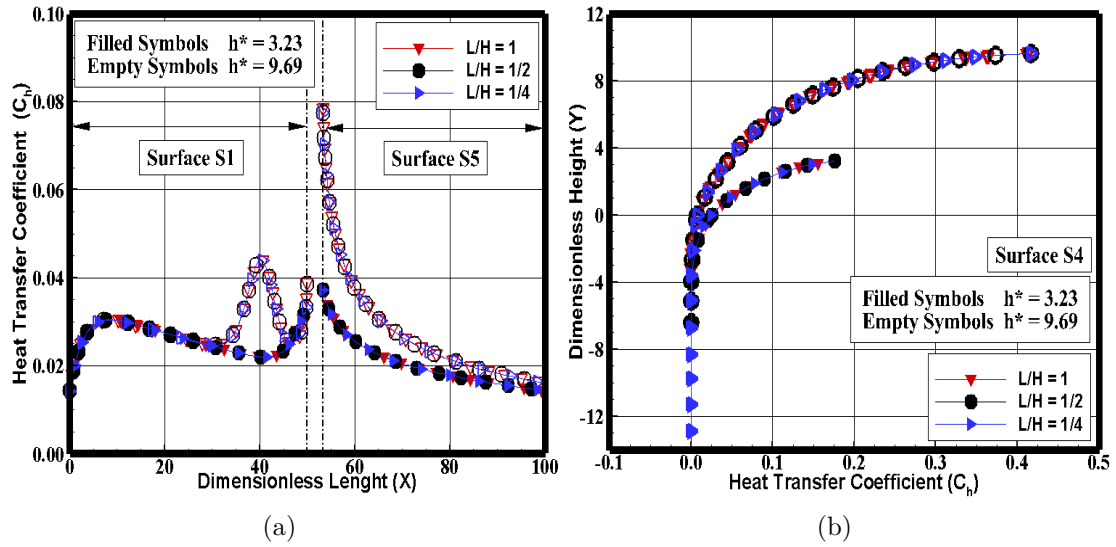 Filled Symbols h* = 3.23
Empty Symbols h* = 9.69
L/H = 1
L/H = 1/2
L/H = 1/4
Surface S1
Surface S5
Heat Transfer Coefficient (Ch)
0.10
0.08
0.06
0.04
0.02
0.00
0
20
40
60
80
100
Dimensionless Lenght (X)
(a)
Dimensionless Height (Y)
12
8
4
0
-4
-8
-12
Surface S4
Filled Symbols h* = 3.23
Empty Symbols h* = 9.69
L/H = 1
L/H = 1/2
L/H = 1/4
-0.1
0.0
0.1
0.2
0.3
0.4
0.5
Heat Transfer Coefficient (Ch)
(b)